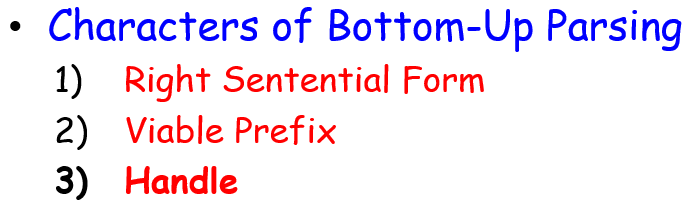 • Characters of Bottom-Up Parsing
1) Right Sentential Form
2) Viable Prefix
3) Handle